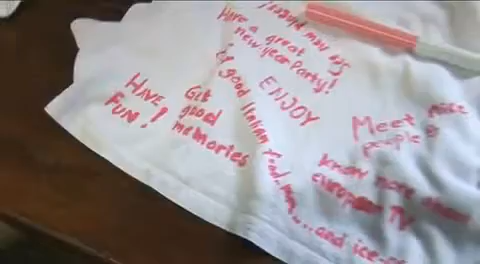 Have a great
new year Party!
& good Italian food, mm....and ice-
ENJOY
HAVE
FUN!
Get
good
memories
Meet nice
people &
know more about
european TV